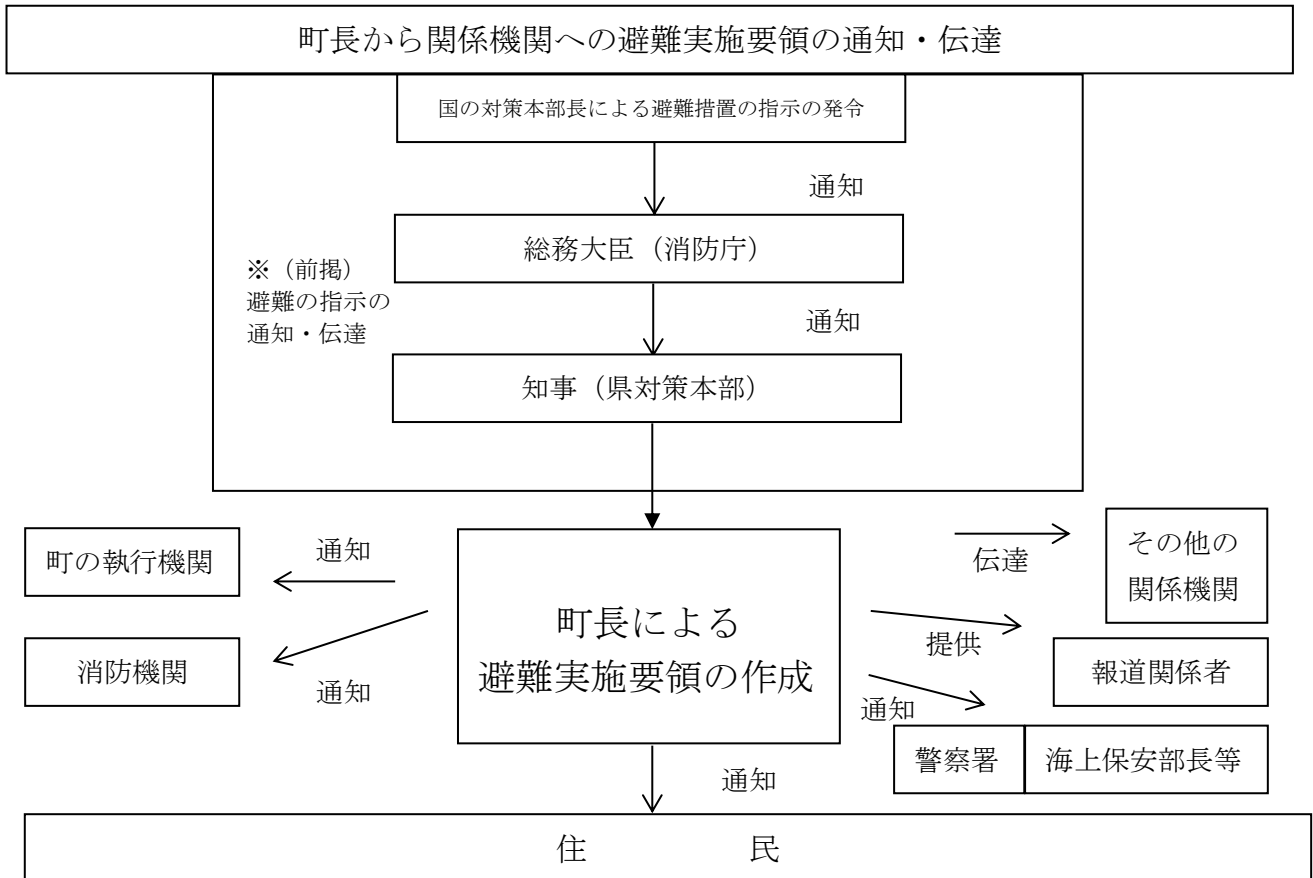 町長から関係機関への避難実施要領の通知・伝達
国の対策本部長による避難措置の指示の発令
通知
総務大臣（消防庁）
※（前掲）
避難の指示の
通知・伝達
通知
知事（県対策本部）
町の執行機関
通知
消防機関
通知
町長による
避難実施要領の作成
伝達
その他の
関係機関
提供
報道関係者
通知
警察署
海上保安部長等
通知
住　　　　民